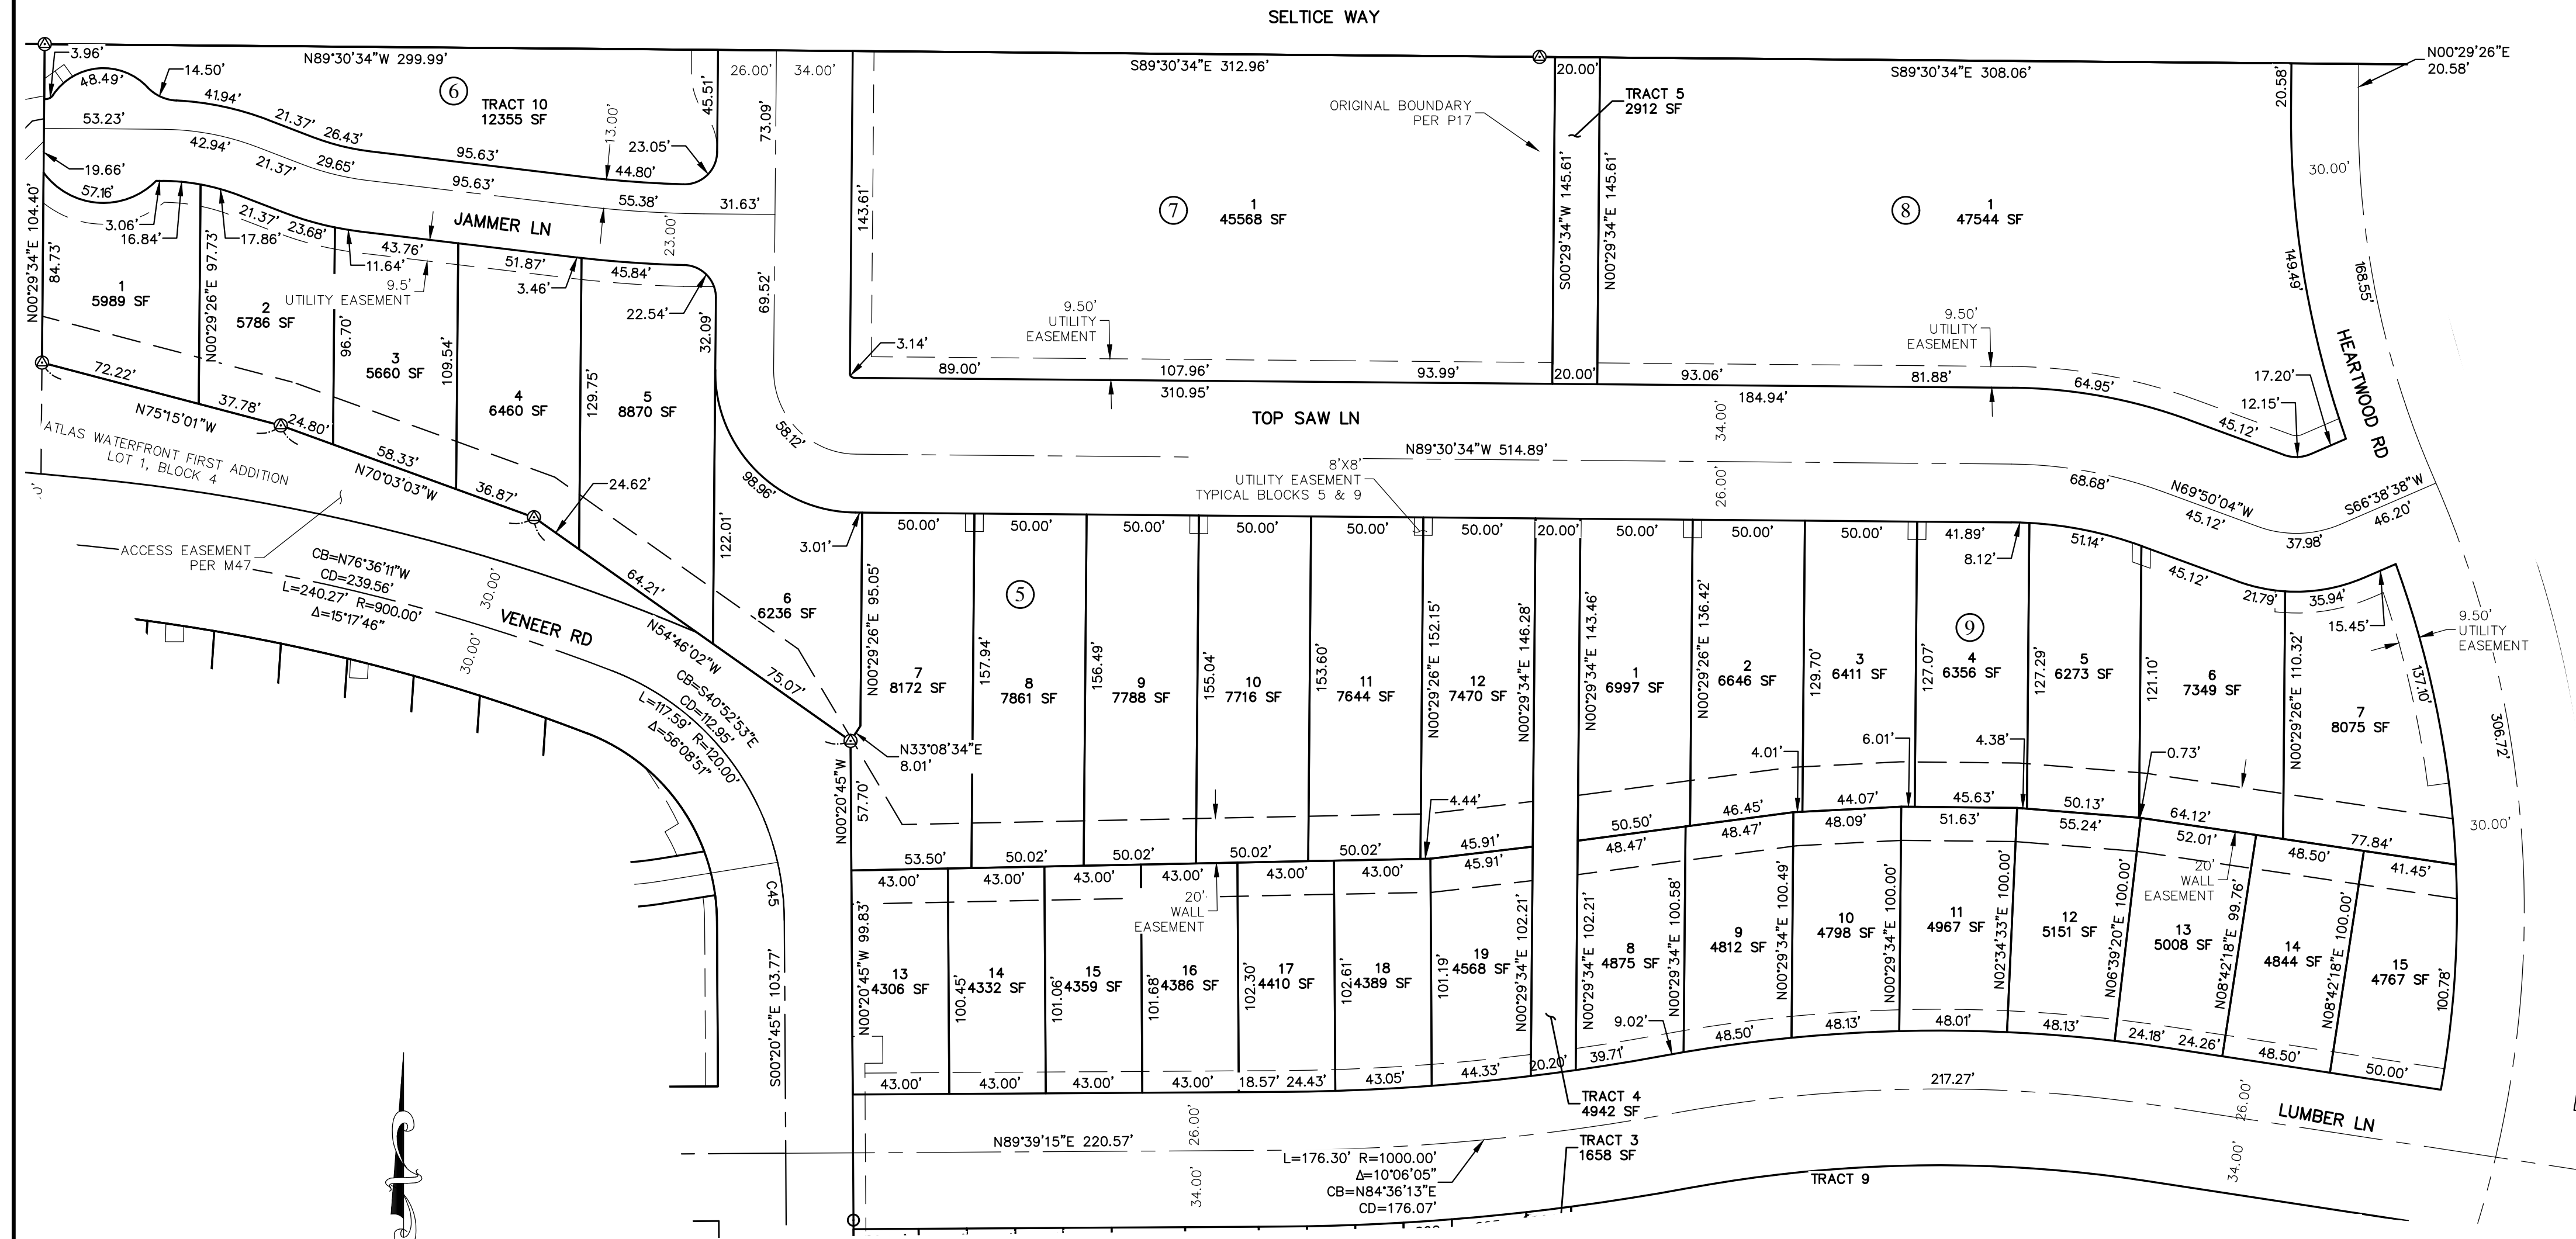 SELTICE WAY
3.96'
48.49'
14.50'
N89°30'34"W 299.99'
6
TRACT 10
12355 SF
41.94'
21.37'
26.43'
95.63'
13.00'
44.80'
23.05'
45.51'
26.00'
34.00'
73.09'
53.23'
42.94'
21.37'
29.65'
95.63'
55.38'
31.63'
19.66'
57.16'
3.06'
16.84'
17.86'
21.37'
23.68'
JAMMER LN
23.00'
11.64'
43.76'
51.87'
3.46'
45.84'
22.54'
9.5'
UTILITY EASEMENT
N00°29'34"E 104.40'
84.73'
1
5989 SF
N00°29'26"E 97.73'
2
5786 SF
96.70'
3
5660 SF
109.54'
4
6460 SF
129.75'
5
8870 SF
32.09'
69.52'
72.22'
N75°15'01"W
37.78'
24.80'
58.33'
N70°03'03"W
36.87'
24.62'
64.21'
N54°46'02"W
75.07'
122.01'
6
6236 SF
58.12'
98.96'
ATLAS WATERFRONT FIRST ADDITION
LOT 1, BLOCK 4
ACCESS EASEMENT
PER M47
CB=N76°36'11"W
CD=239.56'
L=240.27' R=900.00'
Δ=15°17'46"
30.00'
30.00'
VENEER RD
CB=S40°52'53"E
CD=112.95'
L=117.59' R=120.00'
Δ=56°08'51"
C45
S00°20'45"E 103.77'
S89°30'34"E 312.96'
143.61'
7
1
45568 SF
ORIGINAL BOUNDARY
PER P17
20.00'
TRACT 5
2912 SF
S00°29'34"W 145.61'
N00°29'34"E 145.61'
9.50'
UTILITY
EASEMENT
3.14'
89.00'
107.96'
93.99'
20.00'
310.95'
S89°30'34"E 308.06'
8
1
47544 SF
20.58'
N00°29'26"E
20.58'
30.00'
149.49'
168.55'
HEARTWOOD RD
9.50'
UTILITY
EASEMENT
93.06'
81.88'
64.95'
17.20'
12.15'
45.12'
184.94'
34.00'
TOP SAW LN
N89°30'34"W 514.89'
26.00'
68.68'
N69°50'04"W
45.12'
S66°38'38"W
46.20'
37.98'
8'X8'
UTILITY EASEMENT
TYPICAL BLOCKS 5 & 9
3.01'
50.00'
50.00'
50.00'
50.00'
50.00'
50.00'
20.00'
50.00'
50.00'
50.00'
41.89'
8.12'
51.14'
45.12'
21.79'
35.94'
15.45'
5
9
9.50'
UTILITY
EASEMENT
N00°29'26"E 95.05'
7
8172 SF
157.94'
8
7861 SF
156.49'
9
7788 SF
155.04'
10
7716 SF
153.60'
11
7644 SF
N00°29'26"E 152.15'
12
7470 SF
N00°29'34"E 146.28'
N00°29'34"E 143.46'
1
6997 SF
N00°29'26"E 136.42'
2
6646 SF
129.70'
3
6411 SF
127.07'
4
6356 SF
127.29'
5
6273 SF
121.10'
6
7349 SF
N00°29'26"E 110.32'
7
8075 SF
137.10'
306.72'
30.00'
N33°08'34"E
8.01'
N00°20'45"W
57.70'
4.44'
4.01'
6.01'
4.38'
0.73'
53.50'
50.02'
50.02'
50.02'
50.02'
45.91'
50.50'
46.45'
44.07'
45.63'
50.13'
64.12'
77.84'
43.00'
43.00'
43.00'
43.00'
43.00'
43.00'
45.91'
48.47'
48.47'
48.09'
51.63'
55.24'
52.01'
48.50'
41.45'
20'
WALL
EASEMENT
20'
WALL
EASEMENT
N00°20'45"W 99.83'
13
4306 SF
100.45'
14
4332 SF
101.06'
15
4359 SF
101.68'
16
4386 SF
102.30'
17
4410 SF
102.61'
18
4389 SF
101.19'
19
4568 SF
N00°29'34"E 102.21'
N00°29'34"E 102.21'
8
4875 SF
N00°29'34"E 100.58'
9
4812 SF
N00°29'34"E 100.49'
10
4798 SF
N00°29'34"E 100.00'
11
4967 SF
N02°34'33"E 100.00'
12
5151 SF
N06°39'20"E 100.00'
13
5008 SF
N08°42'18"E 99.76'
14
4844 SF
N08°42'18"E 100.00'
15
4767 SF
100.78'
43.00'
43.00'
43.00'
43.00'
18.57'
24.43'
43.05'
44.33'
20.20'
39.71'
9.02'
48.50'
48.13'
48.01'
48.13'
24.18'
24.26'
48.50'
50.00'
TRACT 4
4942 SF
TRACT 3
1658 SF
217.27'
26.00'
34.00'
LUMBER LN
N89°39'15"E 220.57'
26.00'
34.00'
L=176.30' R=1000.00'
Δ=10°06'05"
CB=N84°36'13"E
CD=176.07'
TRACT 9